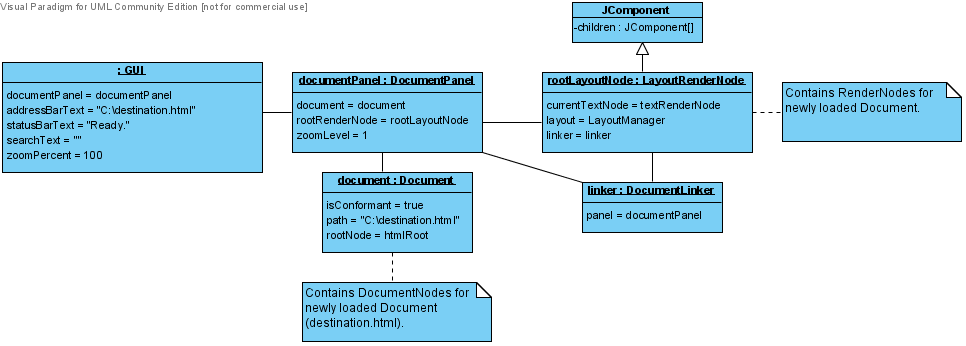 Visual Paradigm for UML Community Edition [not for commercial use]
JComponent
-children : JComponent[]
: GUI
documentPanel = documentPanel
addressBarText = "C:\destination.html"
statusBarText = "Ready."
searchText = ""
zoomPercent = 100
documentPanel : DocumentPanel
document = document
rootRenderNode = rootLayoutNode
zoomLevel = 1
rootLayoutNode : LayoutRenderNode
currentTextNode = textRenderNode
layout = LayoutManager
linker = linker
Contains RenderNodes for
newly loaded Document.
document : Document
isConformant = true
path = "C:\destination.html"
rootNode = htmlRoot
linker : DocumentLinker
panel = documentPanel
Contains DocumentNodes for
newly loaded Document
(destination.html).